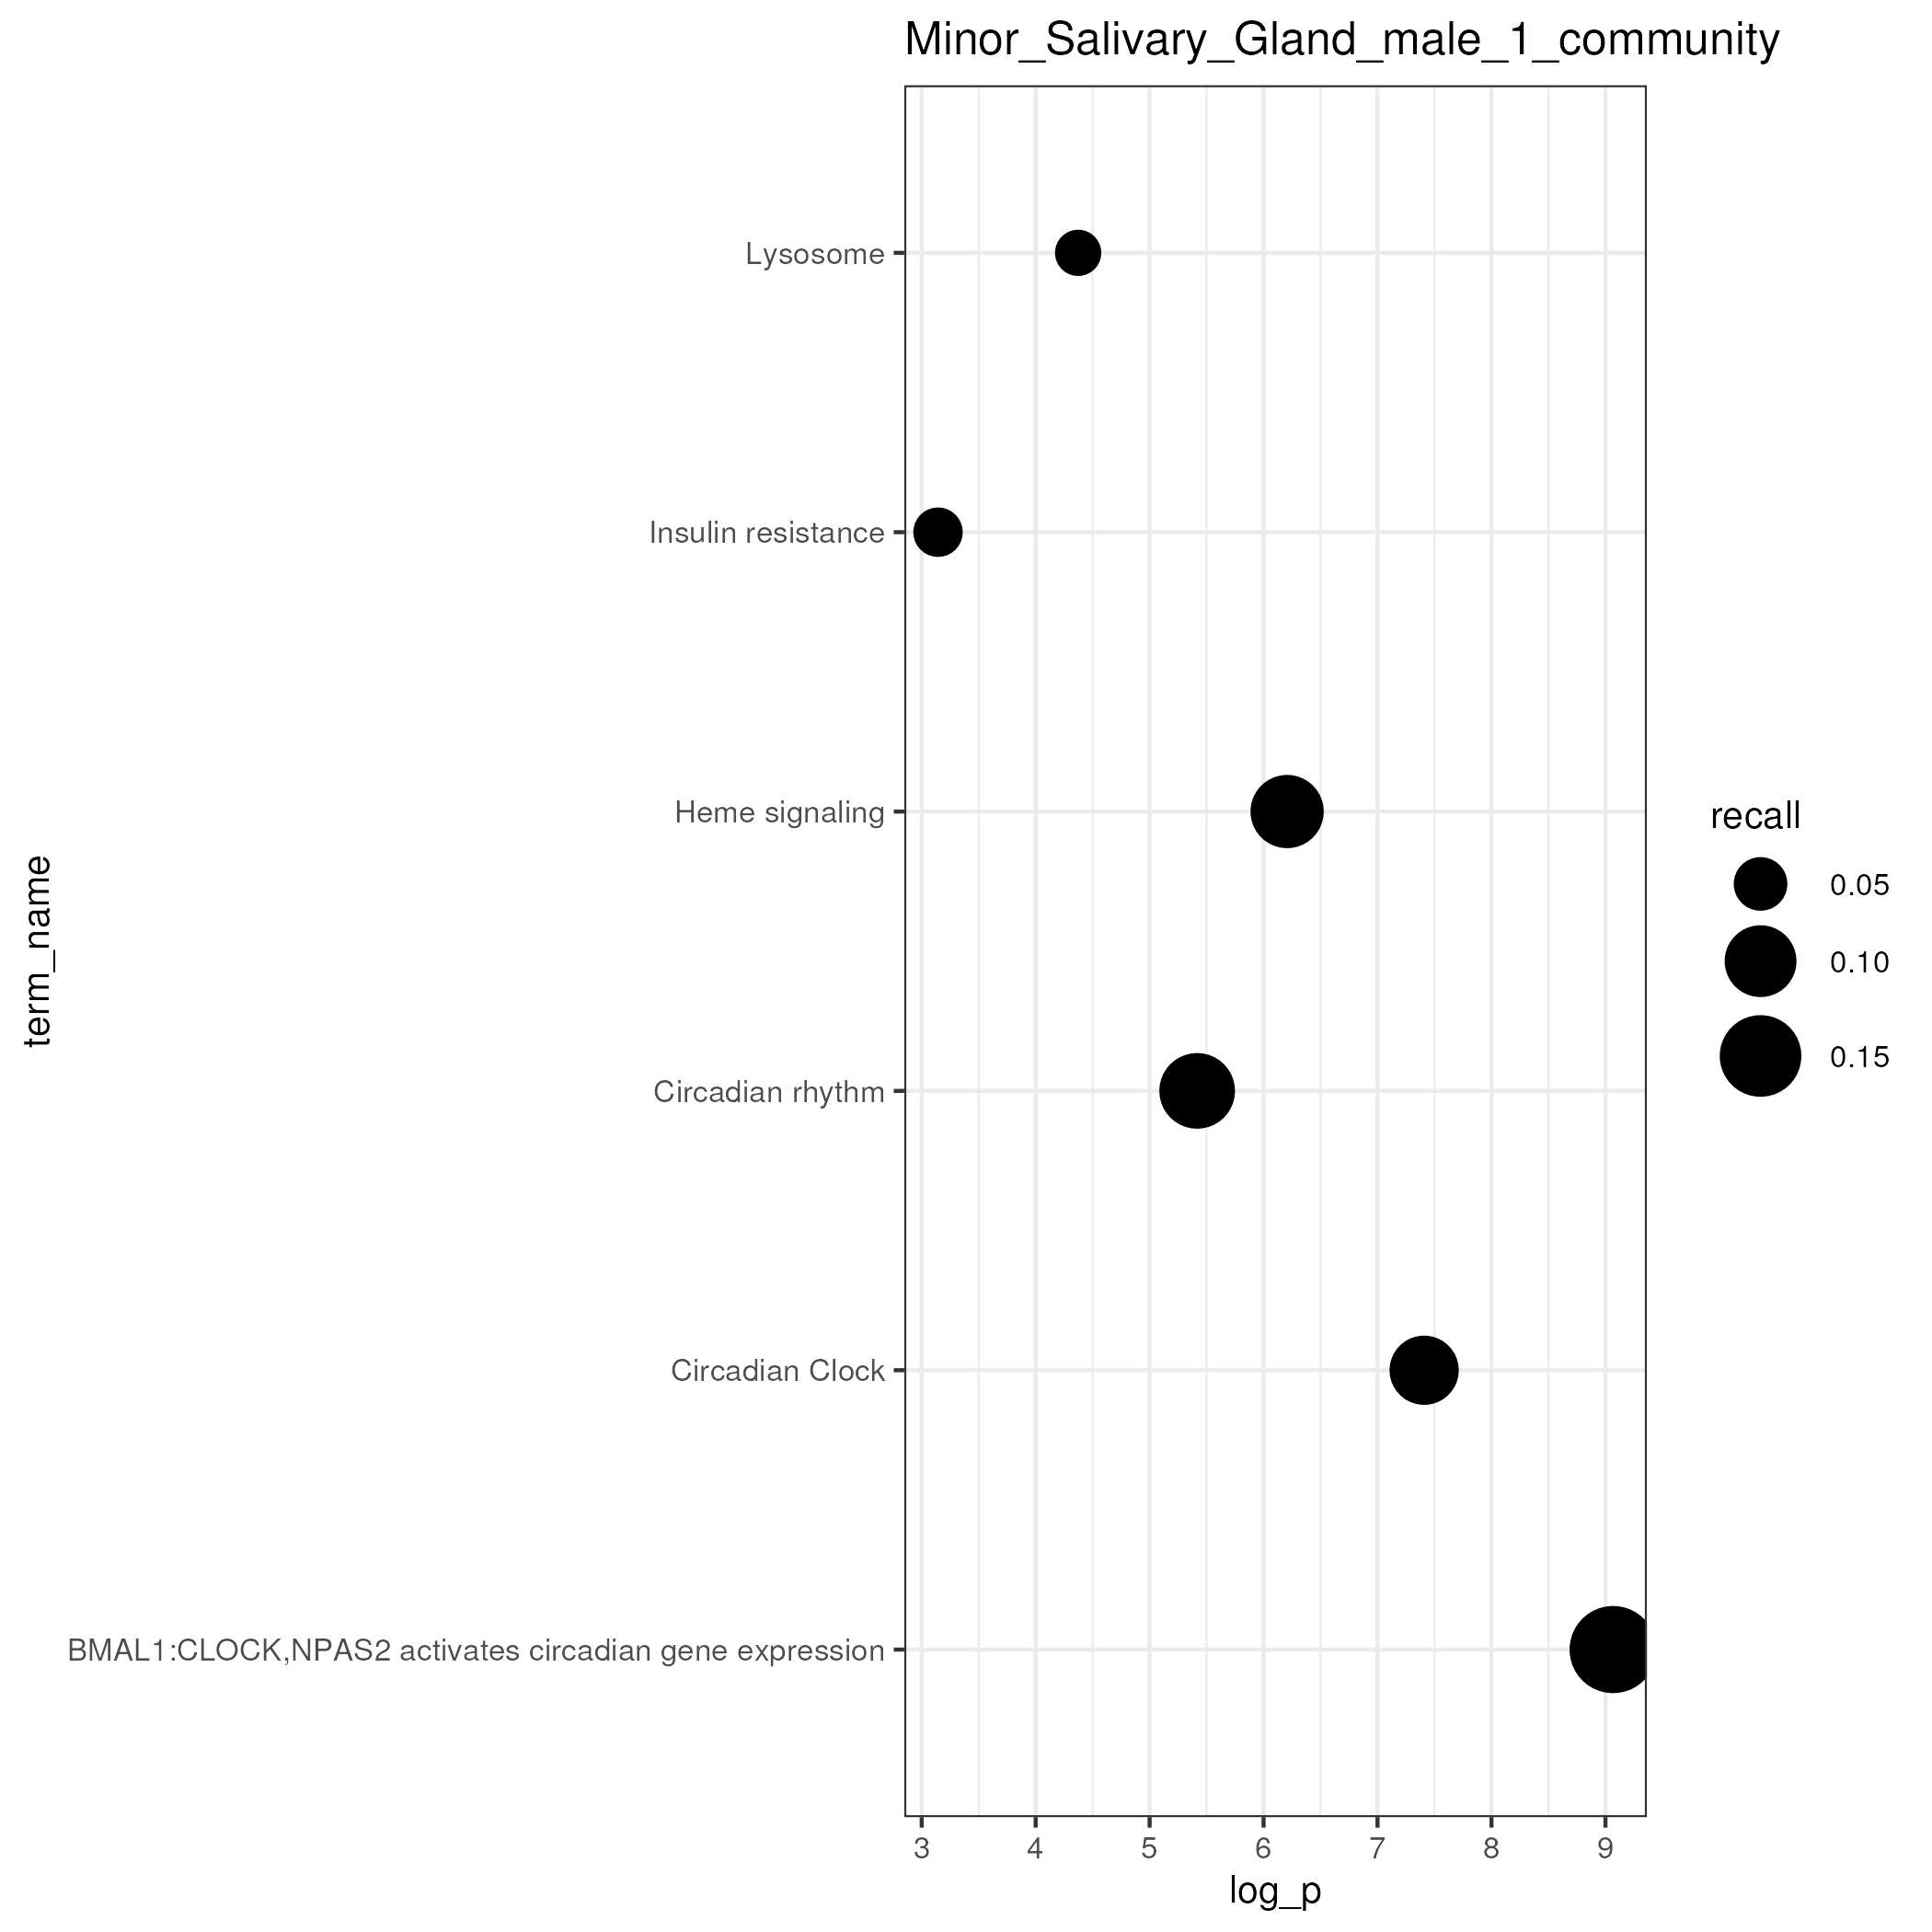 Minor_Salivary_Gland_male_1_community
Lysosome
Insulin resistance
Heme signaling
Circadian rhythm
Circadian Clock
BMAL1:CLOCK,NPAS2 activates circadian gene expression
term_name
3 4 5 6 7 8 9
log_p
recall
0.05
0.10
0.15